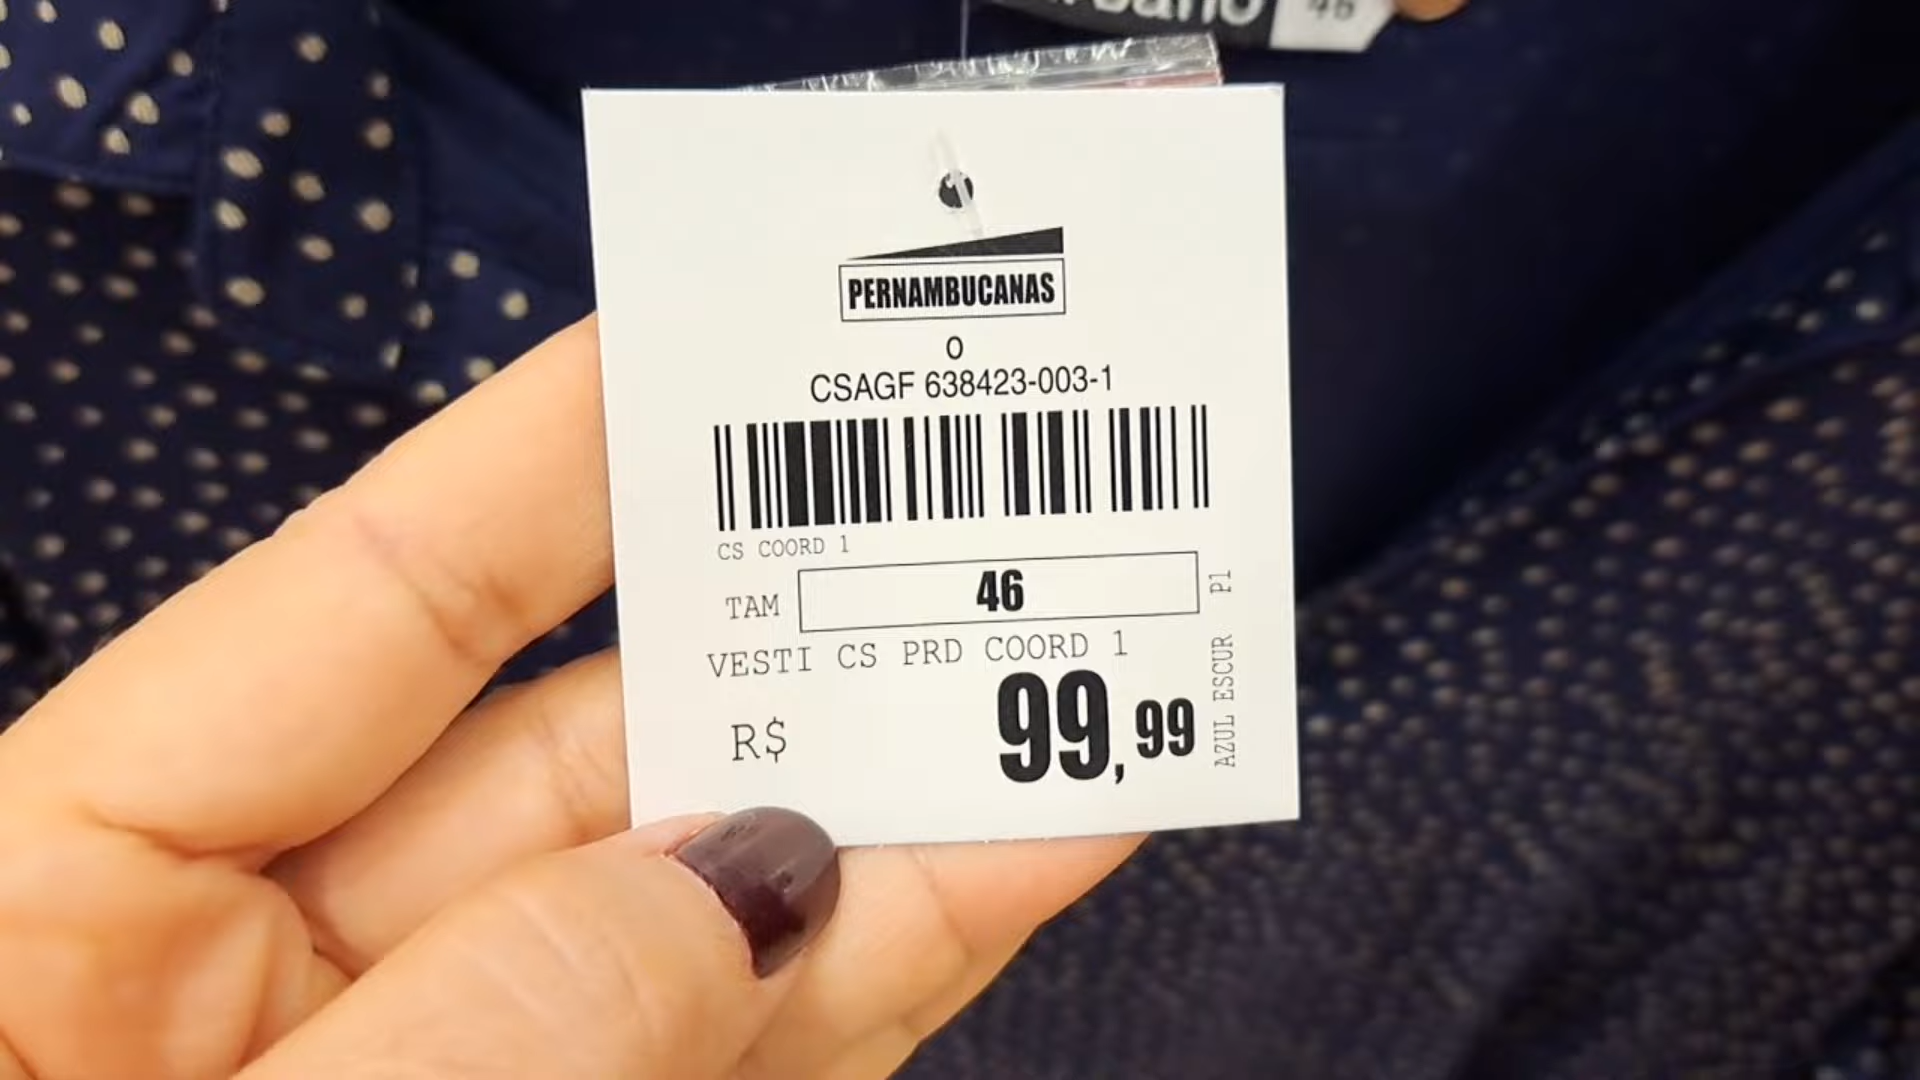 46
PERNAMBUCANAS
0
CSAGF 638423-003-1
CS COORD 1
TAM 46
P1
VESTI CS PRD COORD 1
R$ 99,99
AZUL ESCUR